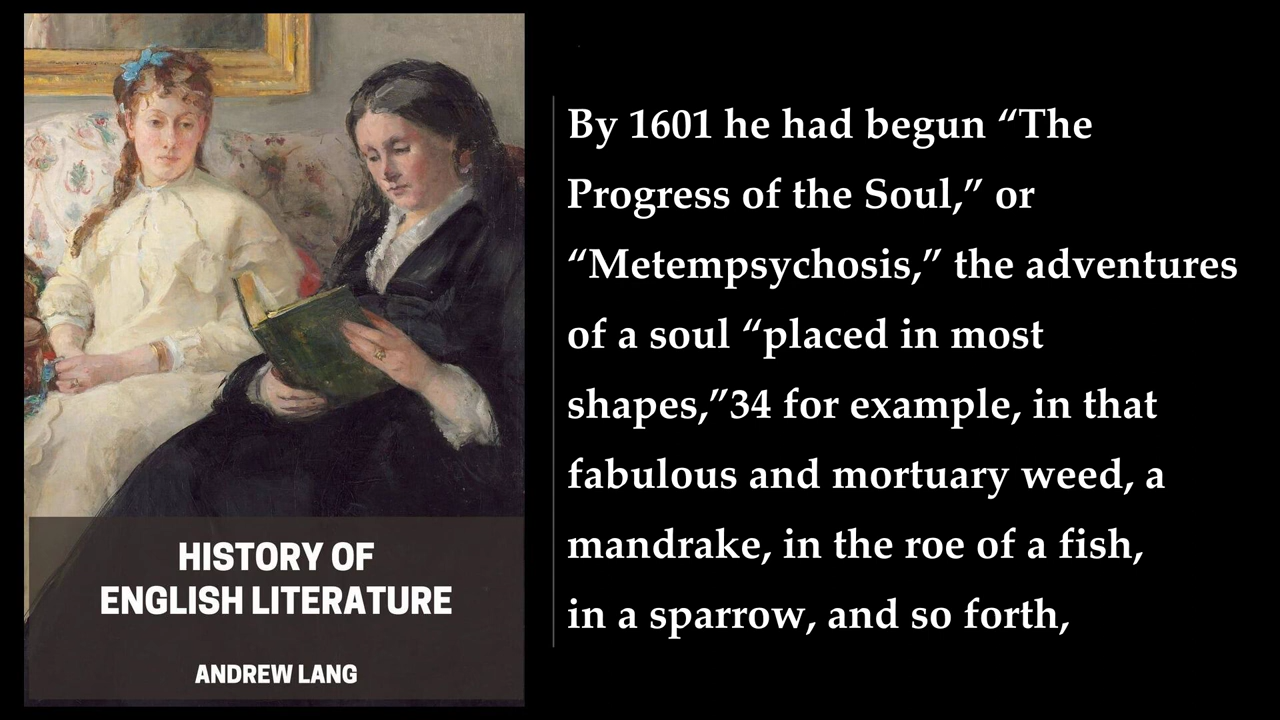 HISTORY OF
ENGLISH LITERATURE
ANDREW LANG
By 1601 he had begun “The
Progress of the Soul,” or
“Metempsychosis,” the adventures
of a soul “placed in most
shapes,”34 for example, in that
fabulous and mortuary weed, a
mandrake, in the roe of a fish,
in a sparrow, and so forth,